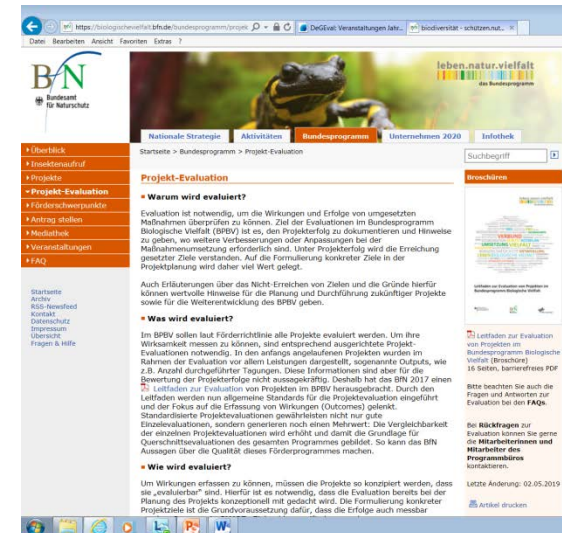 https://biologischevielfalt.bfn.de/bundesprogramm/projek
DeGEval: Veranstaltungen Jahr...
biodiversität - schützen.nut...
Datei Bearbeiten Ansicht Favoriten Extras ?
BfN
Bundesamt
für Naturschutz
leben.natur.vielfalt
das Bundesprogramm
Nationale Strategie
Aktivitäten
Bundesprogramm
Unternehmen 2020
Infothek
Überblick
Insektenaufruf
Projekte
Projekt-Evaluation
Förderschwerpunkte
Antrag stellen
Mediathek
Veranstaltungen
FAQ
Startseite
Archiv
RSS-Newsfeed
Kontakt
Datenschutz
Impressum
Übersicht
Fragen & Hilfe
Startseite > Bundesprogramm > Projekt-Evaluation
Projekt-Evaluation
Warum wird evaluiert?
Evaluation ist notwendig, um die Wirkungen und Erfolge von umgesetzten
Maßnahmen überprüfen zu können. Ziel der Evaluationen im Bundesprogramm
Biologische Vielfalt (BPBV) ist es, den Projekterfolg zu dokumentieren und Hinweise
zu geben, wo weitere Verbesserungen oder Anpassungen bei der
Maßnahmenumsetzung erforderlich sind. Unter Projekterfolg wird die Erreichung
gesetzter Ziele verstanden. Auf die Formulierung konkreter Ziele in der
Projektplanung wird daher viel Wert gelegt.
Auch Erläuterungen über das Nicht-Erreichen von Zielen und die Gründe hierfür
können wertvolle Hinweise für die Planung und Durchführung zukünftiger Projekte
sowie für die Weiterentwicklung des BPBV geben.
Was wird evaluiert?
Im BPBV sollen laut Förderrichtlinie alle Projekte evaluiert werden. Um ihre
Wirksamkeit messen zu können, sind entsprechend ausgerichtete Projekt-
Evaluationen notwendig. In den anfangs angelaufenen Projekten wurden im
Rahmen der Evaluation vor allem Leistungen dargestellt, sogenannte Outputs, wie
z.B. Anzahl durchgeführter Tagungen. Diese Informationen sind aber für die
Bewertung der Projekterfolge nicht aussagekräftig. Deshalb hat das BfN 2017 einen
Leitfaden zur Evaluation von Projekten im BPBV herausgebracht. Durch den
Leitfaden werden nun allgemeine Standards für die Projektevaluation eingeführt
und der Fokus auf die Erfassung von Wirkungen (Outcomes) gelenkt.
Standardisierte Projektevaluationen gewährleisten nicht nur gute
Einzelevaluationen, sondern generieren noch einen Mehrwert: Die Vergleichbarkeit
der einzelnen Projektevaluationen wird erhöht und damit die Grundlage für
Querschnittsevaluationen des gesamten Programmes gebildet. So kann das BfN
Aussagen über die Qualität dieses Förderprogrammes machen.
Wie wird evaluiert?
Um Wirkungen erfassen zu können, müssen die Projekte so konzipiert werden, dass
sie „evaluierbar" sind. Hierfür ist es notwendig, dass die Evaluation bereits bei der
Planung des Projekts konzeptionell mit gedacht wird. Die Formulierung konkreter
Projektziele ist die Grundvoraussetzung dafür, dass die Erfolge auch messbar
Suchbegriff
Broschüren
Leitfaden zur Evaluation
von Projekten im
Bundesprogramm Biologische
Vielfalt (Broschüre)
16 Seiten, barrierefreies PDF
Bitte beachten Sie auch die
Fragen und Antworten zur
Evaluation bei den FAQs.
Bei Rückfragen zur
Evaluation können Sie gerne
die Mitarbeiterinnen und
Mitarbeiter des
Programmbüros
kontaktieren.
Letzte Änderung: 02.05.2019
Artikel drucken